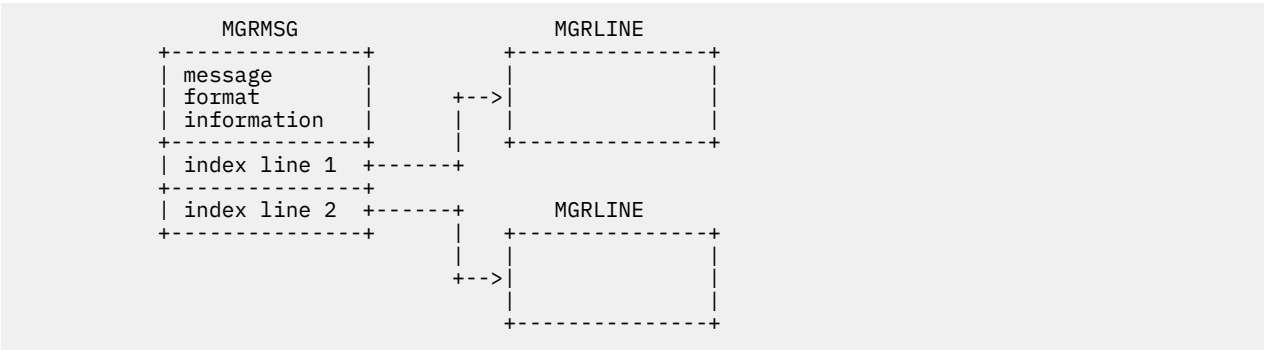 MGRMSG MGRLINE
message
format
information
index line 1
index line 2 MGRLINE